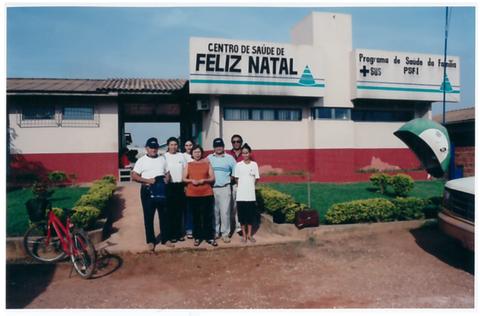 CENTRO DE SAÚDE DE
FELIZ NATAL
Programa de Saúde da Família
SUS PSF I